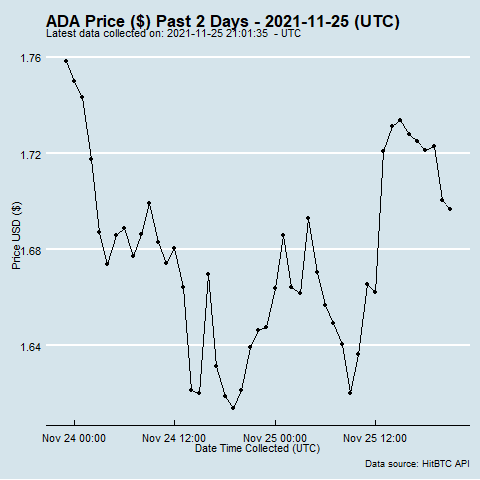 ADA Price ($) Past 2 Days - 2021-11-25 (UTC)
Latest data collected on: 2021-11-25 21:01:35  - UTC
1.76
1.72
1.68
1.64
Price USD ($)
Nov 24 00:00
Nov 24 12:00
Nov 25 00:00
Nov 25 12:00
Date Time Collected (UTC)
Data source: HitBTC API